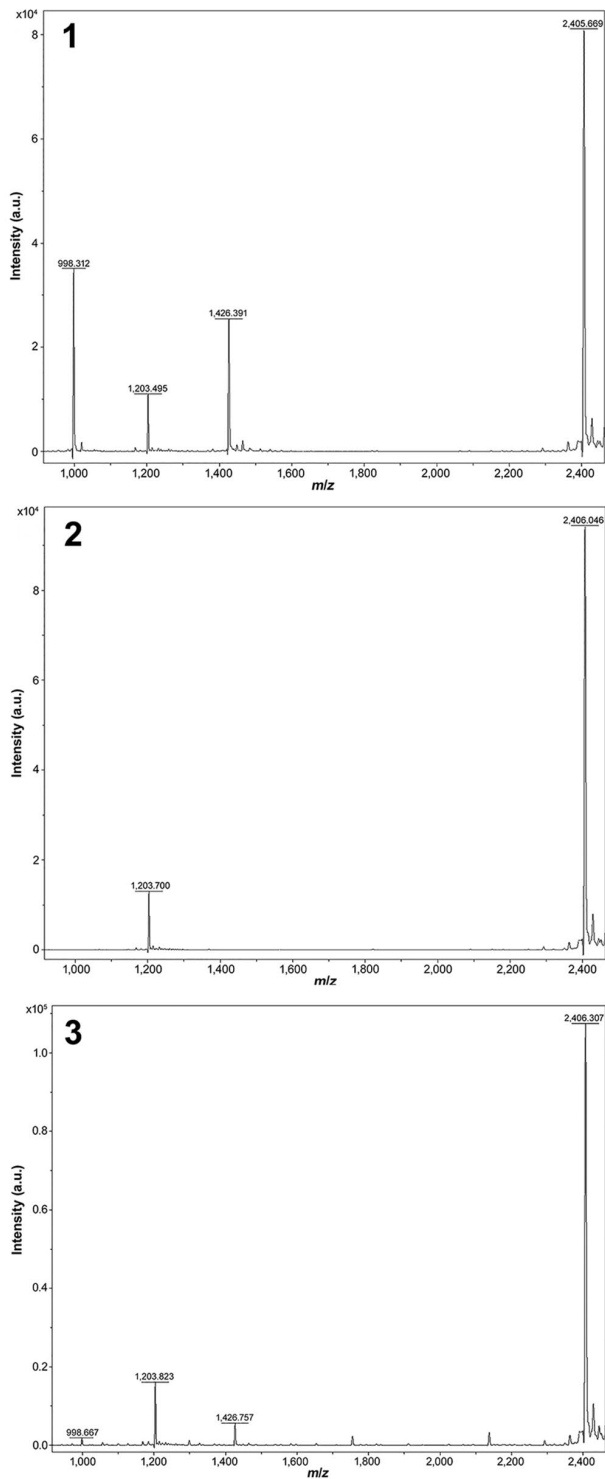 x10⁴
1
2,405.669
8
6
998.312
4
1,426.391
1,203.495
2
0
Intensity (a.u.)
1,000 1,200 1,400 1,600 1,800 2,000 2,200 2,400
m/z
x10⁴
2
2,406.046
8
6
4
2
1,203.700
0
Intensity (a.u.)
1,000 1,200 1,400 1,600 1,800 2,000 2,200 2,400
m/z
x10⁵
3
2,406.307
1.0
0.8
0.6
0.4
0.2
1,203.823
1,426.757
998.667
0.0
Intensity (a.u.)
1,000 1,200 1,400 1,600 1,800 2,000 2,200 2,400
m/z